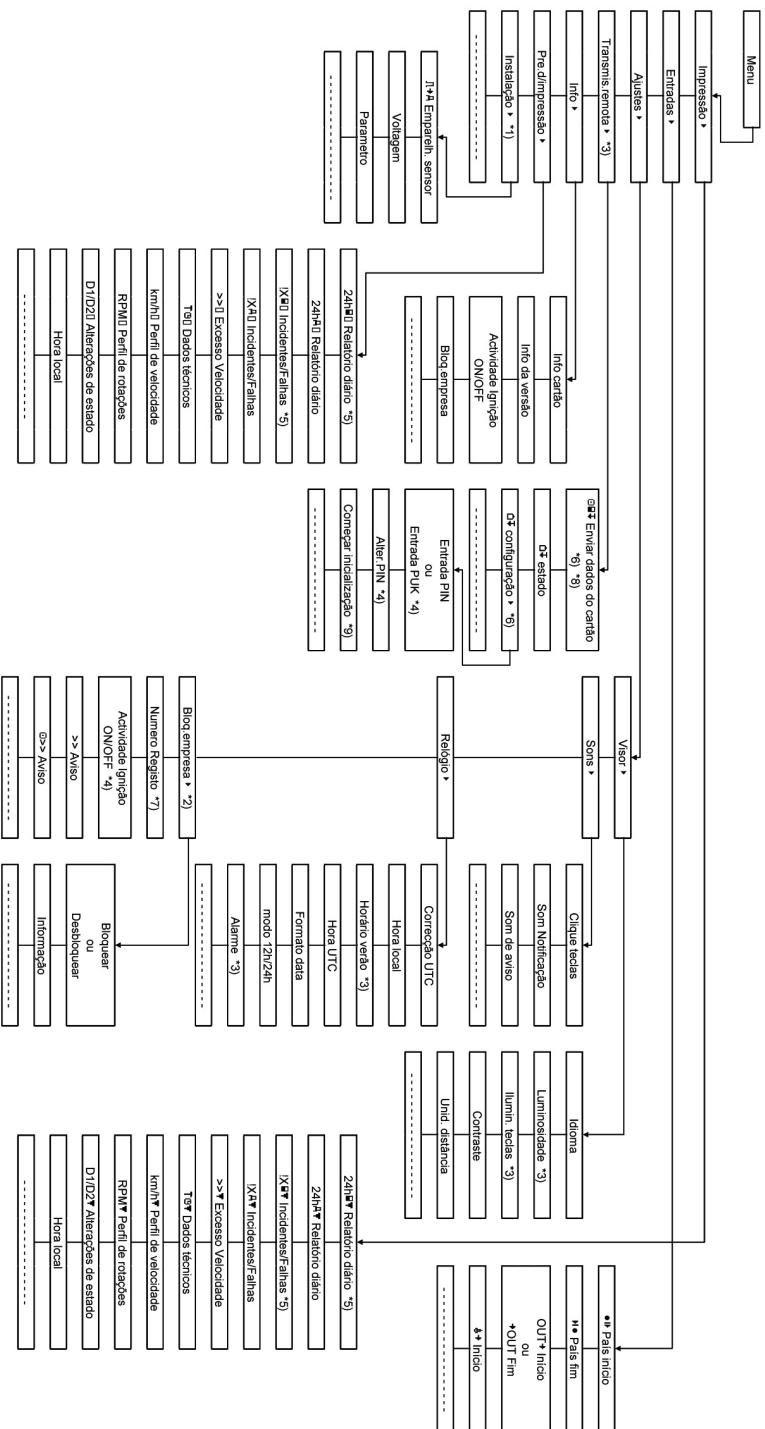 Menu
Impressão ▸
Entradas ▸
Ajustes ▸
Transmis.remota ▸ *3)
Info ▸
Pre.d/impressão ▸
Instalação ▸ *1)
- - - - - - - - - - - - - -
Emparelh. sensor
Voltagem
Parametro
- - - - - - - - - - - - - -
24h Relatório diário *5)
24h Relatório diário
!X Incidentes/Falhas *5)
!X Incidentes/Falhas
>> Excesso Velocidade
Dados técnicos
km/h Perfil de velocidade
RPM Perfil de rotações
D1/D2 Alterações de estado
Hora local
- - - - - - - - - - - - - -
Info cartão
Info da versão
Actividade Ignição
ON/OFF
Bloq.empresa
- - - - - - - - - - - - - -
Enviar dados do cartão
*6) *8)
estado
configuração ▸ *6)
- - - - - - - - - - - - - -
Entrada PIN
ou
Entrada PUK *4)
Alter.PIN *4)
Começar inicialização *9)
- - - - - - - - - - - - - -
Visor ▸
Sons ▸
Relógio ▸
Bloq.empresa ▸ *2)
Numero Registo *7)
Actividade Ignição
ON/OFF *4)
>> Aviso
>> Aviso
- - - - - - - - - - - - - -
Clique teclas
Som Notificação
Som de aviso
- - - - - - - - - - - - - -
Correcção UTC
Hora local
Horário verão *3)
Hora UTC
Formato data
modo 12h/24h
Alarme *3)
- - - - - - - - - - - - - -
Bloquear
ou
Desbloquear
Informação
- - - - - - - - - - - - - -
Idioma
Luminosidade *3)
Ilumin. teclas *3)
Contraste
Unid. distância
- - - - - - - - - - - - - -
País início
País fim
OUT Início
ou
OUT Fim
Início
- - - - - - - - - - - - - -
24h▼ Relatório diário *5)
24h▼ Relatório diário
!X▼ Incidentes/Falhas *5)
!X▼ Incidentes/Falhas
>>▼ Excesso Velocidade
▼ Dados técnicos
km/h▼ Perfil de velocidade
RPM▼ Perfil de rotações
D1/D2▼ Alterações de estado
Hora local
- - - - - - - - - - - - - -